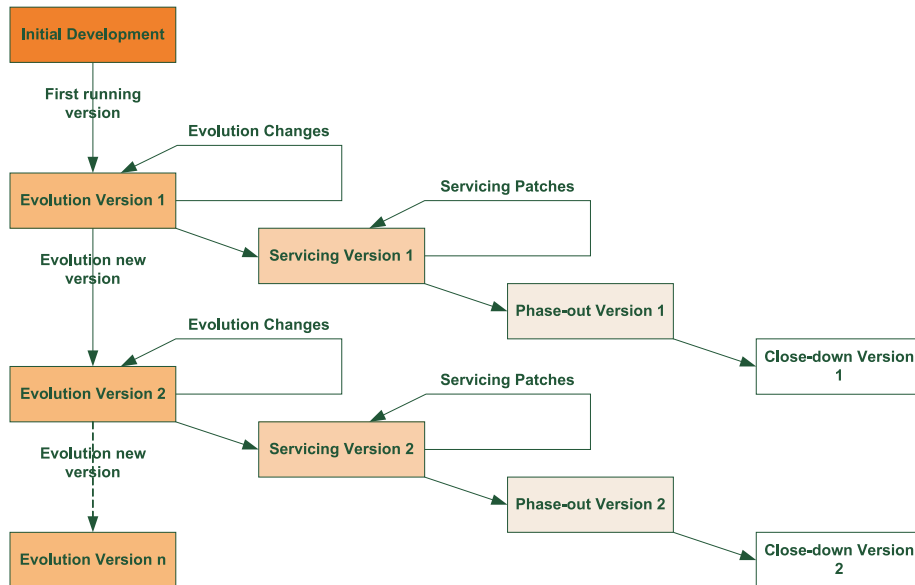 Initial Development
First running
version
Evolution Changes
Evolution Version 1
Servicing Patches
Evolution new
version
Servicing Version 1
Phase-out Version 1
Evolution Changes
Close-down Version
1
Evolution Version 2
Servicing Patches
Evolution new
version
Servicing Version 2
Phase-out Version 2
Evolution Version n
Close-down Version
2